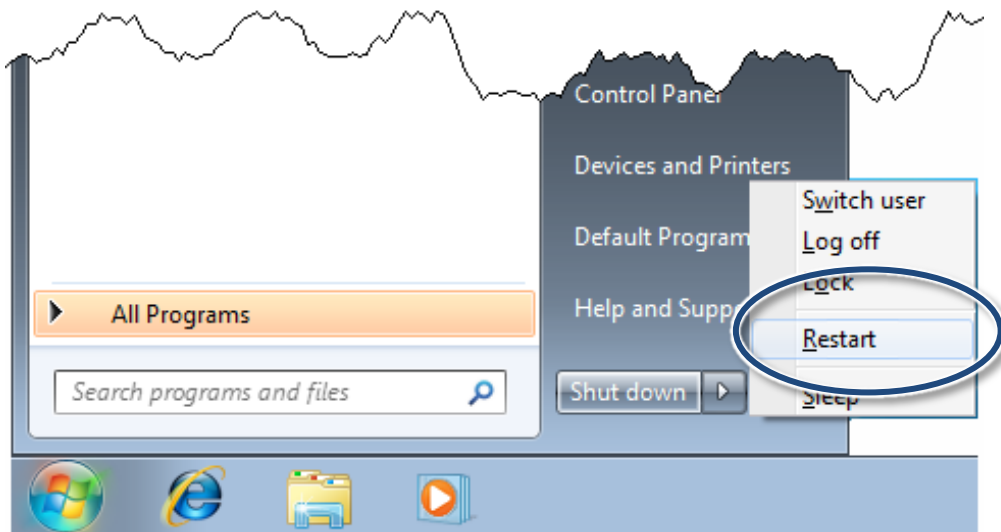 Control Panel
Devices and Printers
Default Program
Help and Suppo
All Programs
Search programs and files
Shut down
Switch user
Log off
Lock
Restart
Sleep